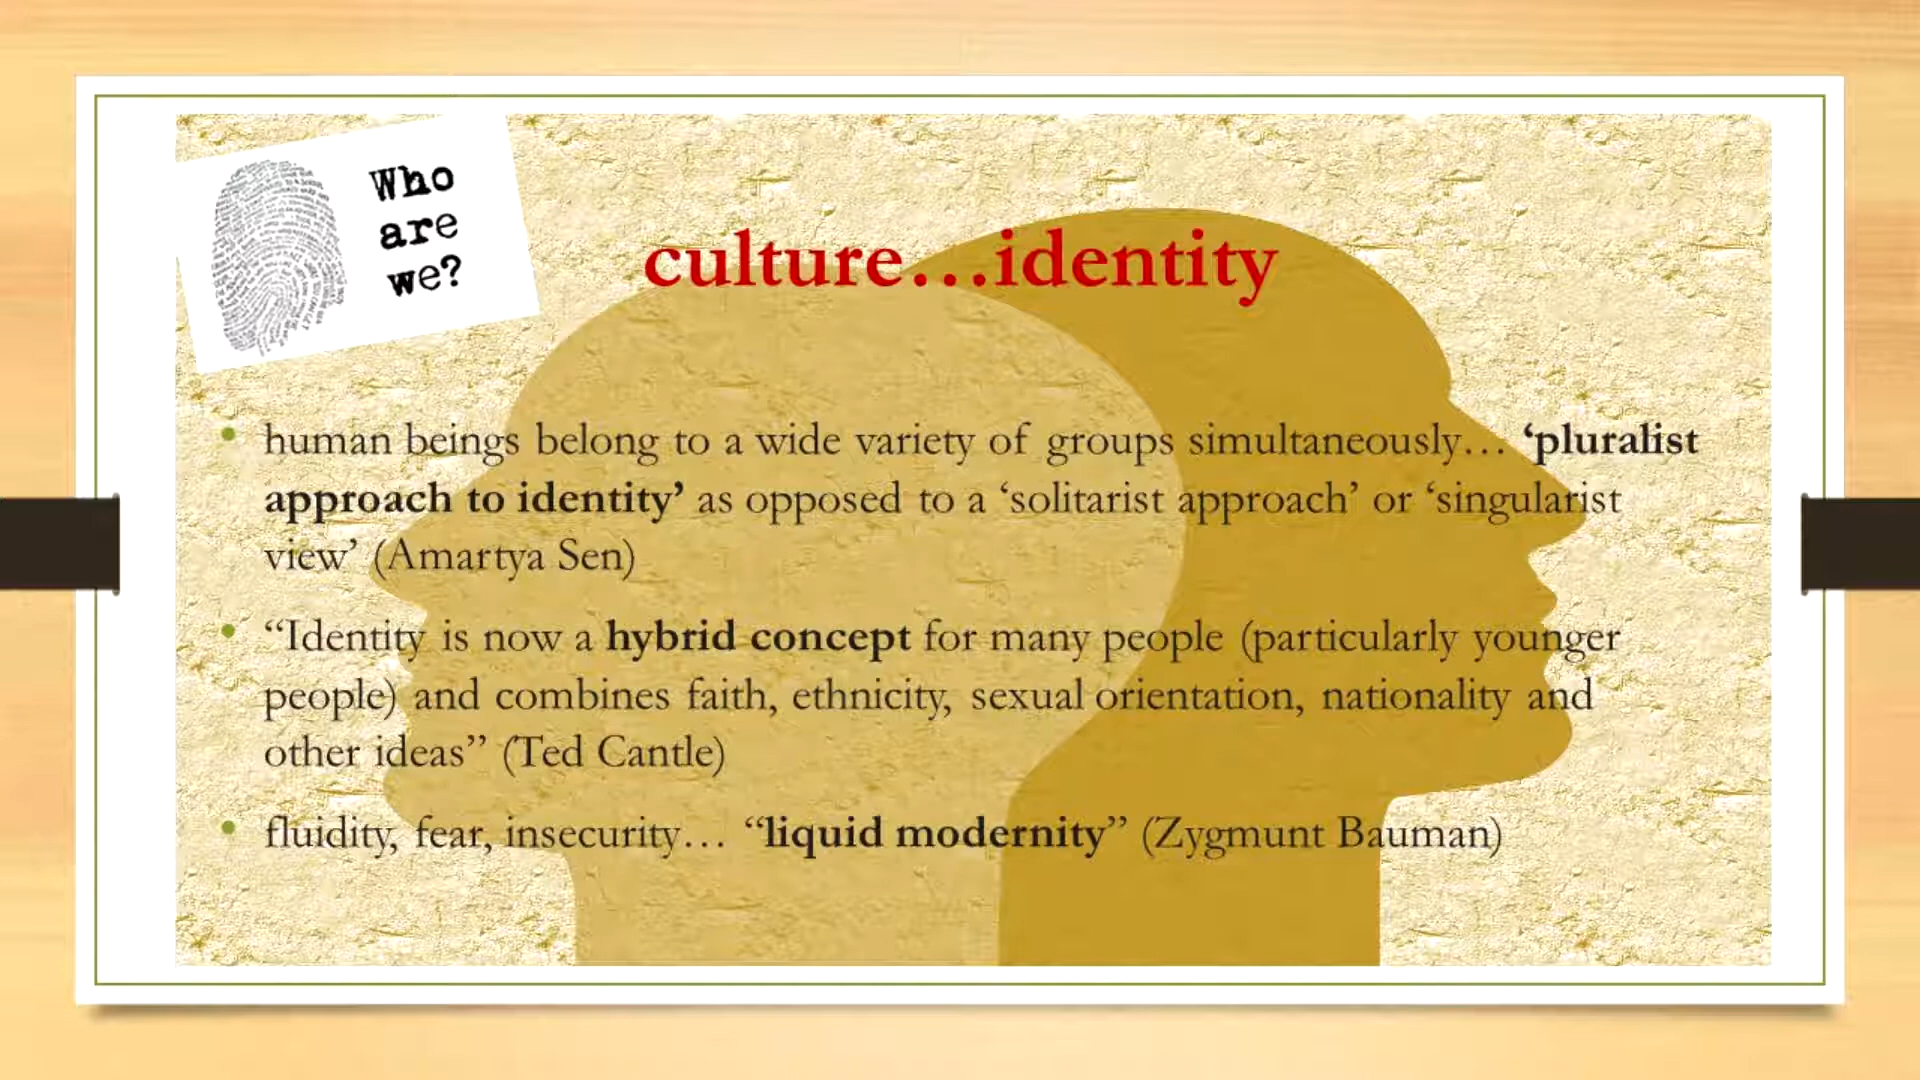 Who
are
we?
culture…identity
• human beings belong to a wide variety of groups simultaneously… ‘pluralist
approach to identity’ as opposed to a ‘solitarist approach’ or ‘singularist
view’ (Amartya Sen)
• “Identity is now a hybrid concept for many people (particularly younger
people) and combines faith, ethnicity, sexual orientation, nationality and
other ideas” (Ted Cantle)
• fluidity, fear, insecurity… “liquid modernity” (Zygmunt Bauman)